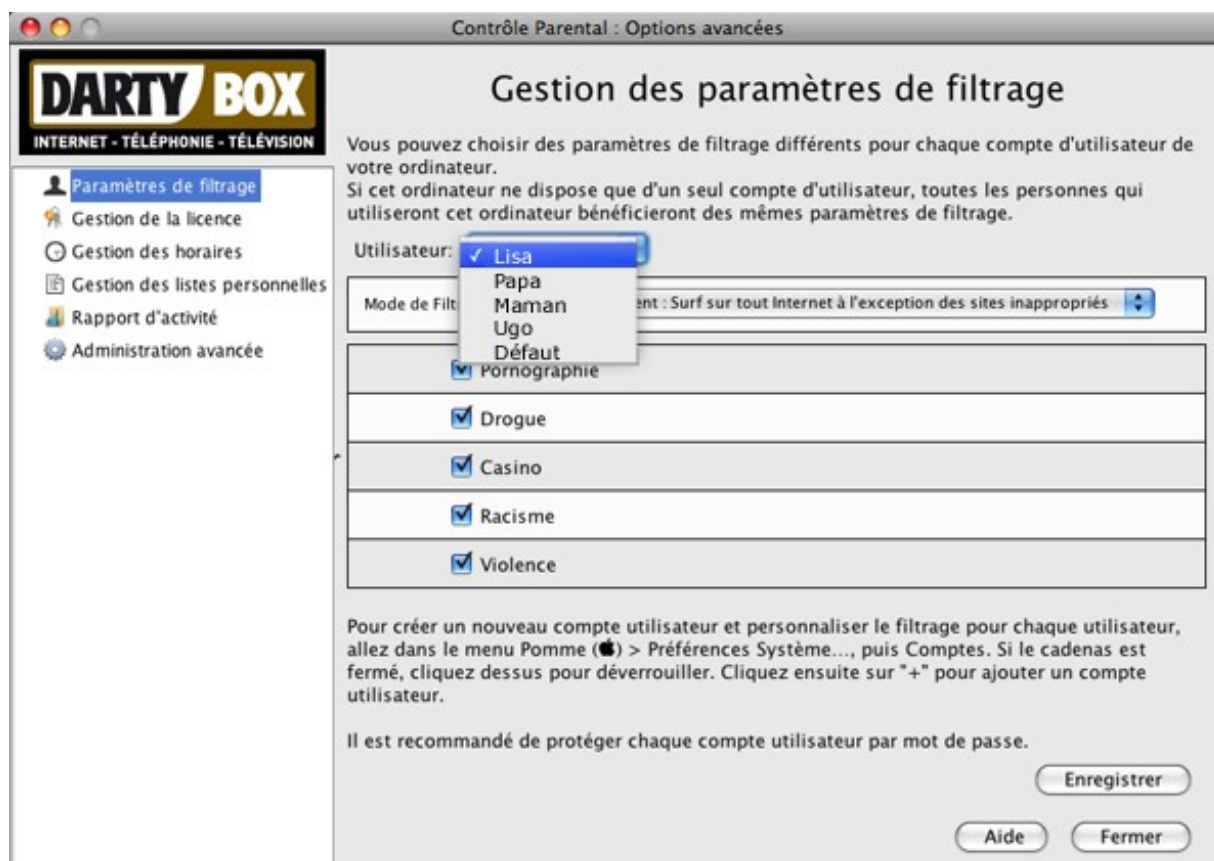 Contrôle Parental : Options avancées
DARTY BOX
INTERNET - TÉLÉPHONIE - TÉLÉVISION
Paramètres de filtrage
Gestion de la licence
Gestion des horaires
Gestion des listes personnelles
Rapport d'activité
Administration avancée
Gestion des paramètres de filtrage
Vous pouvez choisir des paramètres de filtrage différents pour chaque compte d'utilisateur de
votre ordinateur.
Si cet ordinateur ne dispose que d'un seul compte d'utilisateur, toutes les personnes qui
utiliseront cet ordinateur bénéficieront des mêmes paramètres de filtrage.
Utilisateur:
✓ Lisa
Papa
Maman
Ugo
Défaut
Mode de : Surf sur tout Internet à l'exception des sites inappropriés
Pornographie
Drogue
Casino
Racisme
Violence
Pour créer un nouveau compte utilisateur et personnaliser le filtrage pour chaque utilisateur,
allez dans le menu Pomme () > Préférences Système..., puis Comptes. Si le cadenas est
fermé, cliquez dessus pour déverrouiller. Cliquez ensuite sur "+" pour ajouter un compte
utilisateur.
Il est recommandé de protéger chaque compte utilisateur par mot de passe.
Enregistrer
Aide
Fermer